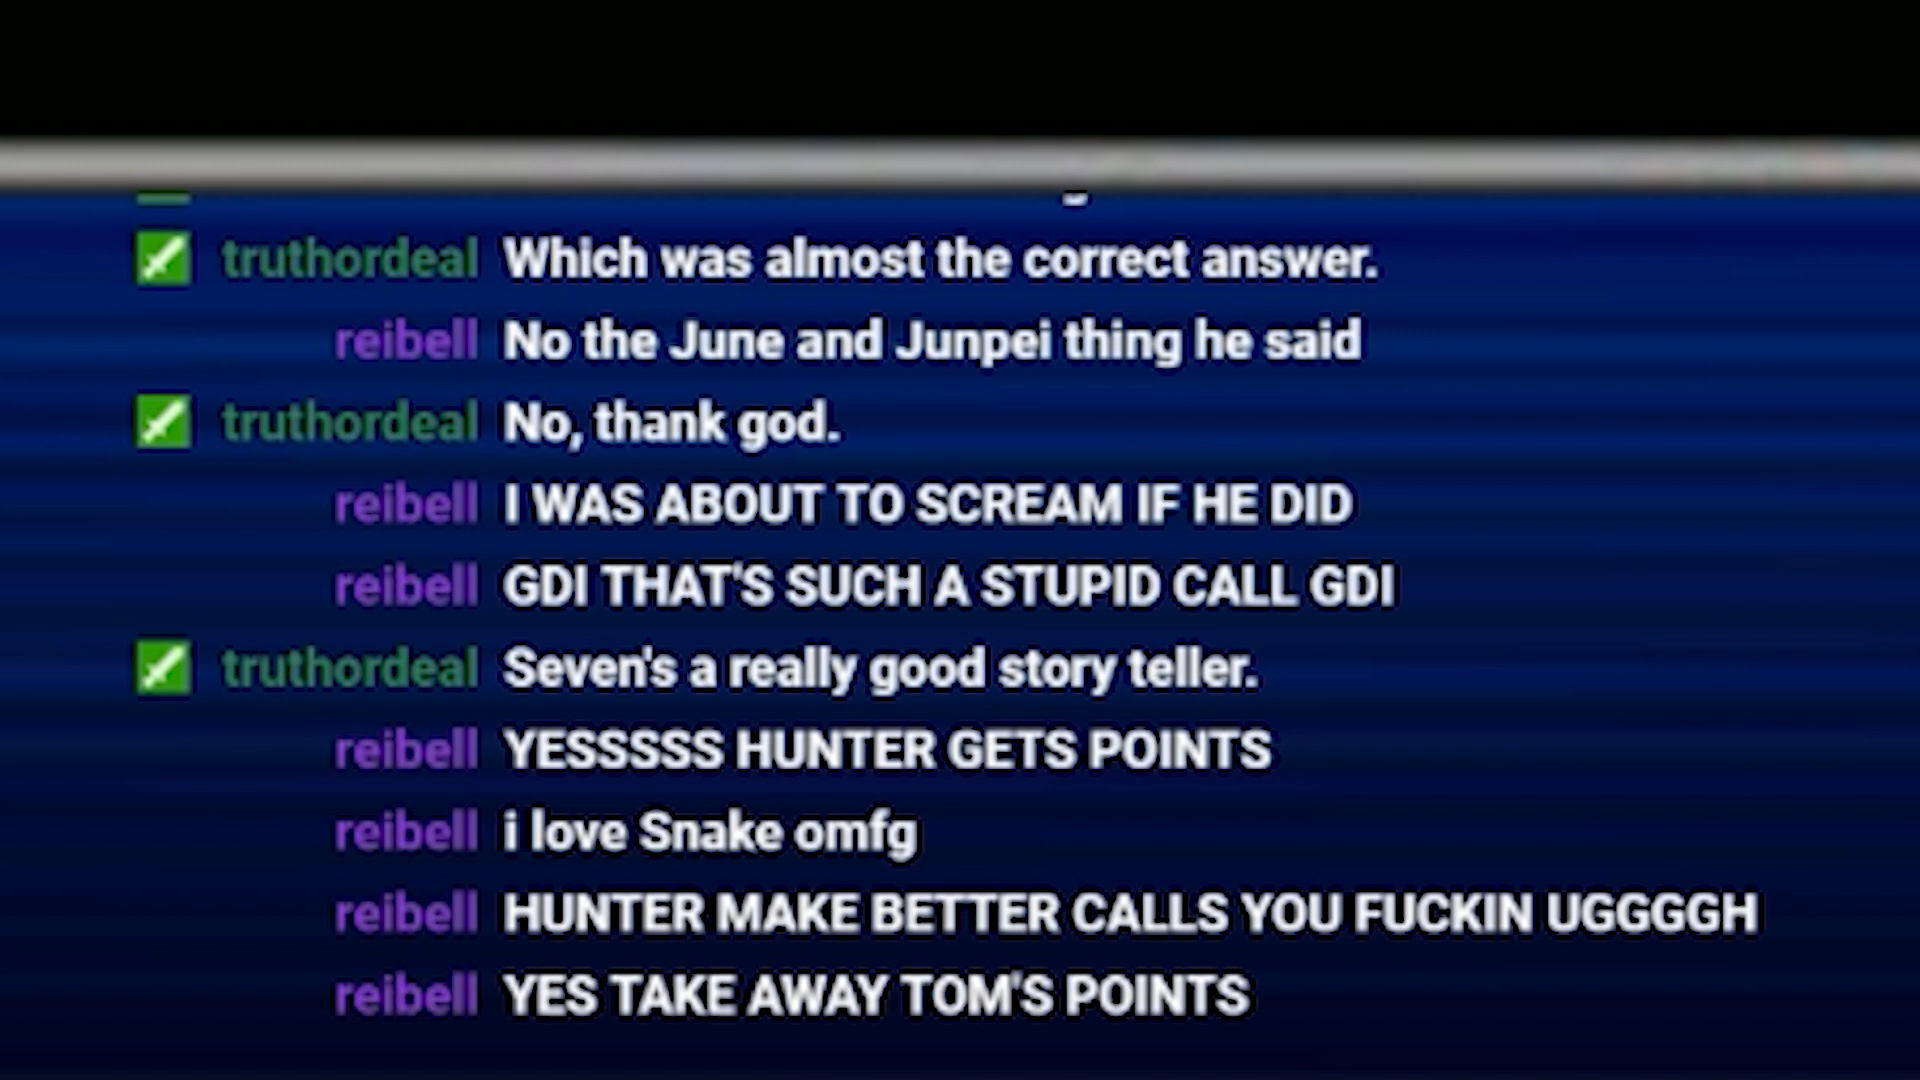 truthordeal Which was almost the correct answer.
reibell No the June and Junpei thing he said
truthordeal No, thank god.
reibell I WAS ABOUT TO SCREAM IF HE DID
reibell GDI THAT'S SUCH A STUPID CALL GDI
truthordeal Seven's a really good story teller.
reibell YESSSSS HUNTER GETS POINTS
reibell i love Snake omfg
reibell HUNTER MAKE BETTER CALLS YOU FUCKIN UGGGGH
reibell YES TAKE AWAY TOM'S POINTS